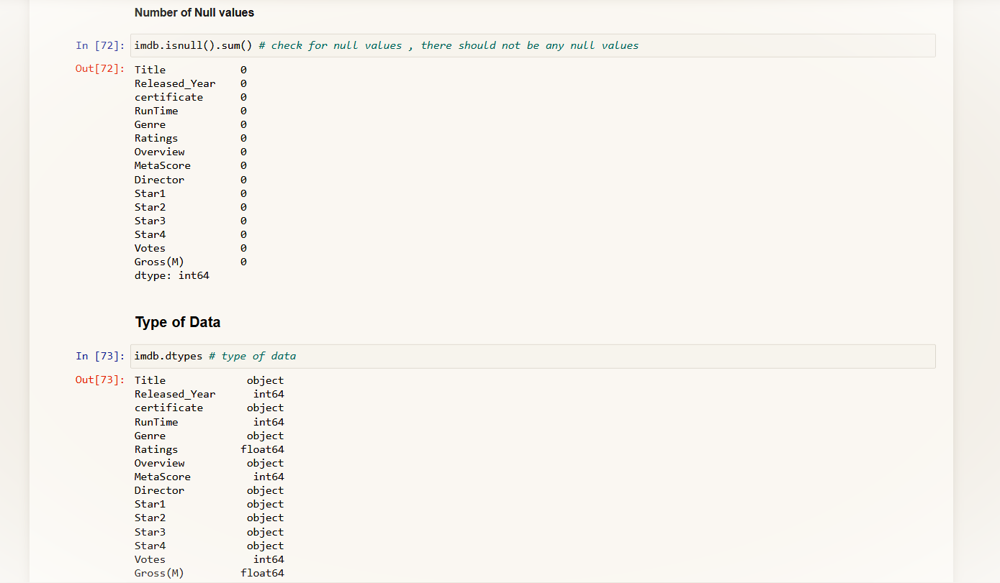 Number of Null values
In [72]: imdb.isnull().sum() # check for null values , there should not be any null values
Out[72]: Title 0
Released_Year 0
certificate 0
RunTime 0
Genre 0
Ratings 0
Overview 0
MetaScore 0
Director 0
Star1 0
Star2 0
Star3 0
Star4 0
Votes 0
Gross(M) 0
dtype: int64
Type of Data
In [73]: imdb.dtypes # type of data
Out[73]: Title object
Released_Year int64
certificate object
RunTime int64
Genre object
Ratings float64
Overview object
MetaScore int64
Director object
Star1 object
Star2 object
Star3 object
Star4 object
Votes int64
Gross(M) float64